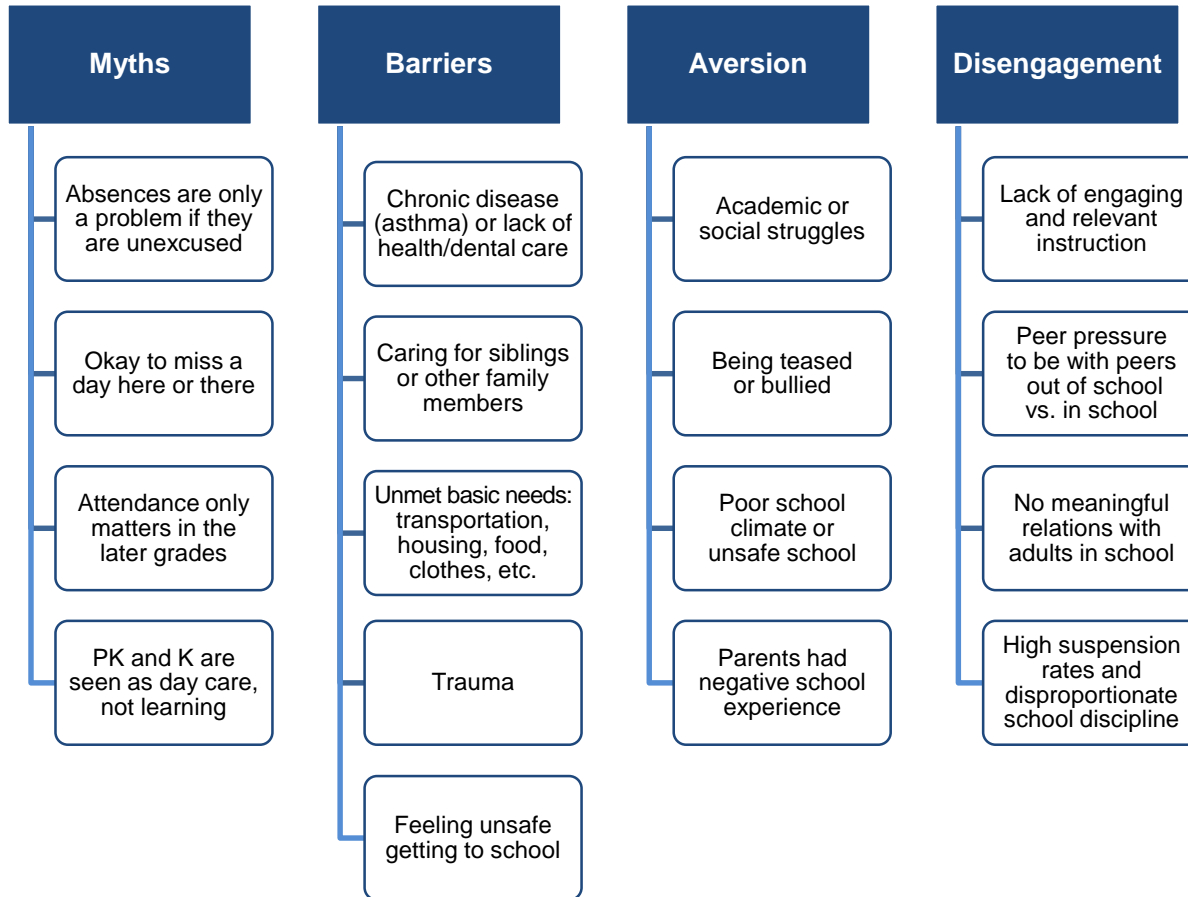 Myths
Absences are only
a problem if they
are unexcused
Okay to miss a
day here or there
Attendance only
matters in the
later grades
PK and K are
seen as day care,
not learning
Barriers
Chronic disease
(asthma) or lack of
health/dental care
Caring for siblings
or other family
members
Unmet basic needs:
transportation,
housing, food,
clothes, etc.
Trauma
Feeling unsafe
getting to school
Aversion
Academic or
social struggles
Being teased
or bullied
Poor school
climate or
unsafe school
Parents had
negative school
experience
Disengagement
Lack of engaging
and relevant
instruction
Peer pressure
to be with peers
out of school
vs. in school
No meaningful
relations with
adults in school
High suspension
rates and
disproportionate
school discipline